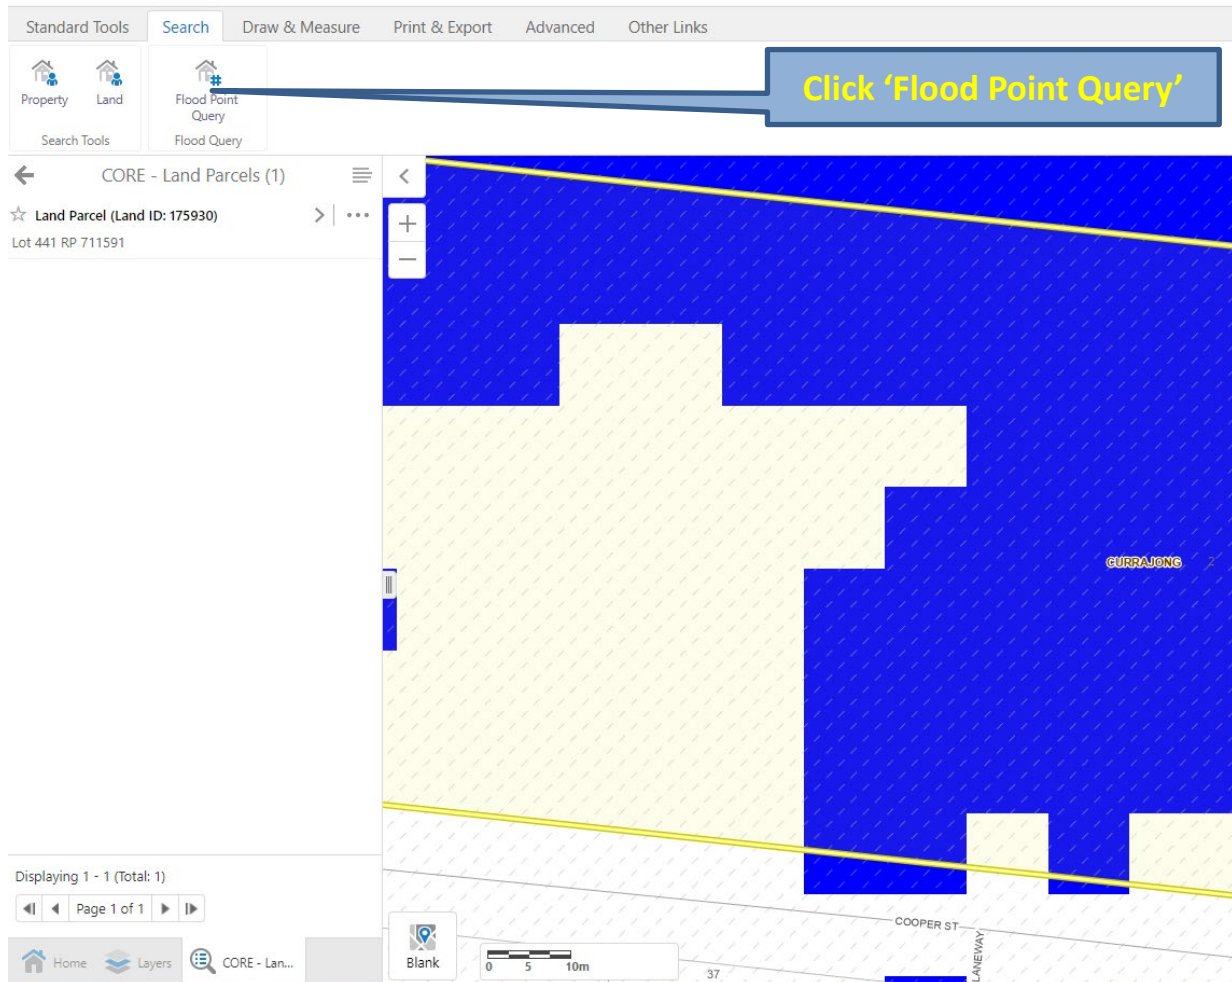 Standard Tools Search Draw & Measure Print & Export Advanced Other Links
Click ‘Flood Point Query’
Property Land Flood Point
Query
Search Tools Flood Query
CORE - Land Parcels (1)
Land Parcel (Land ID: 175930)
Lot 441 RP 711591
CURRAJONG 2
Displaying 1 - 1 (Total: 1)
Page 1 of 1
COOPER ST
LANEWAY
Home Layers CORE - Lan...
Blank
0 5 10m
37